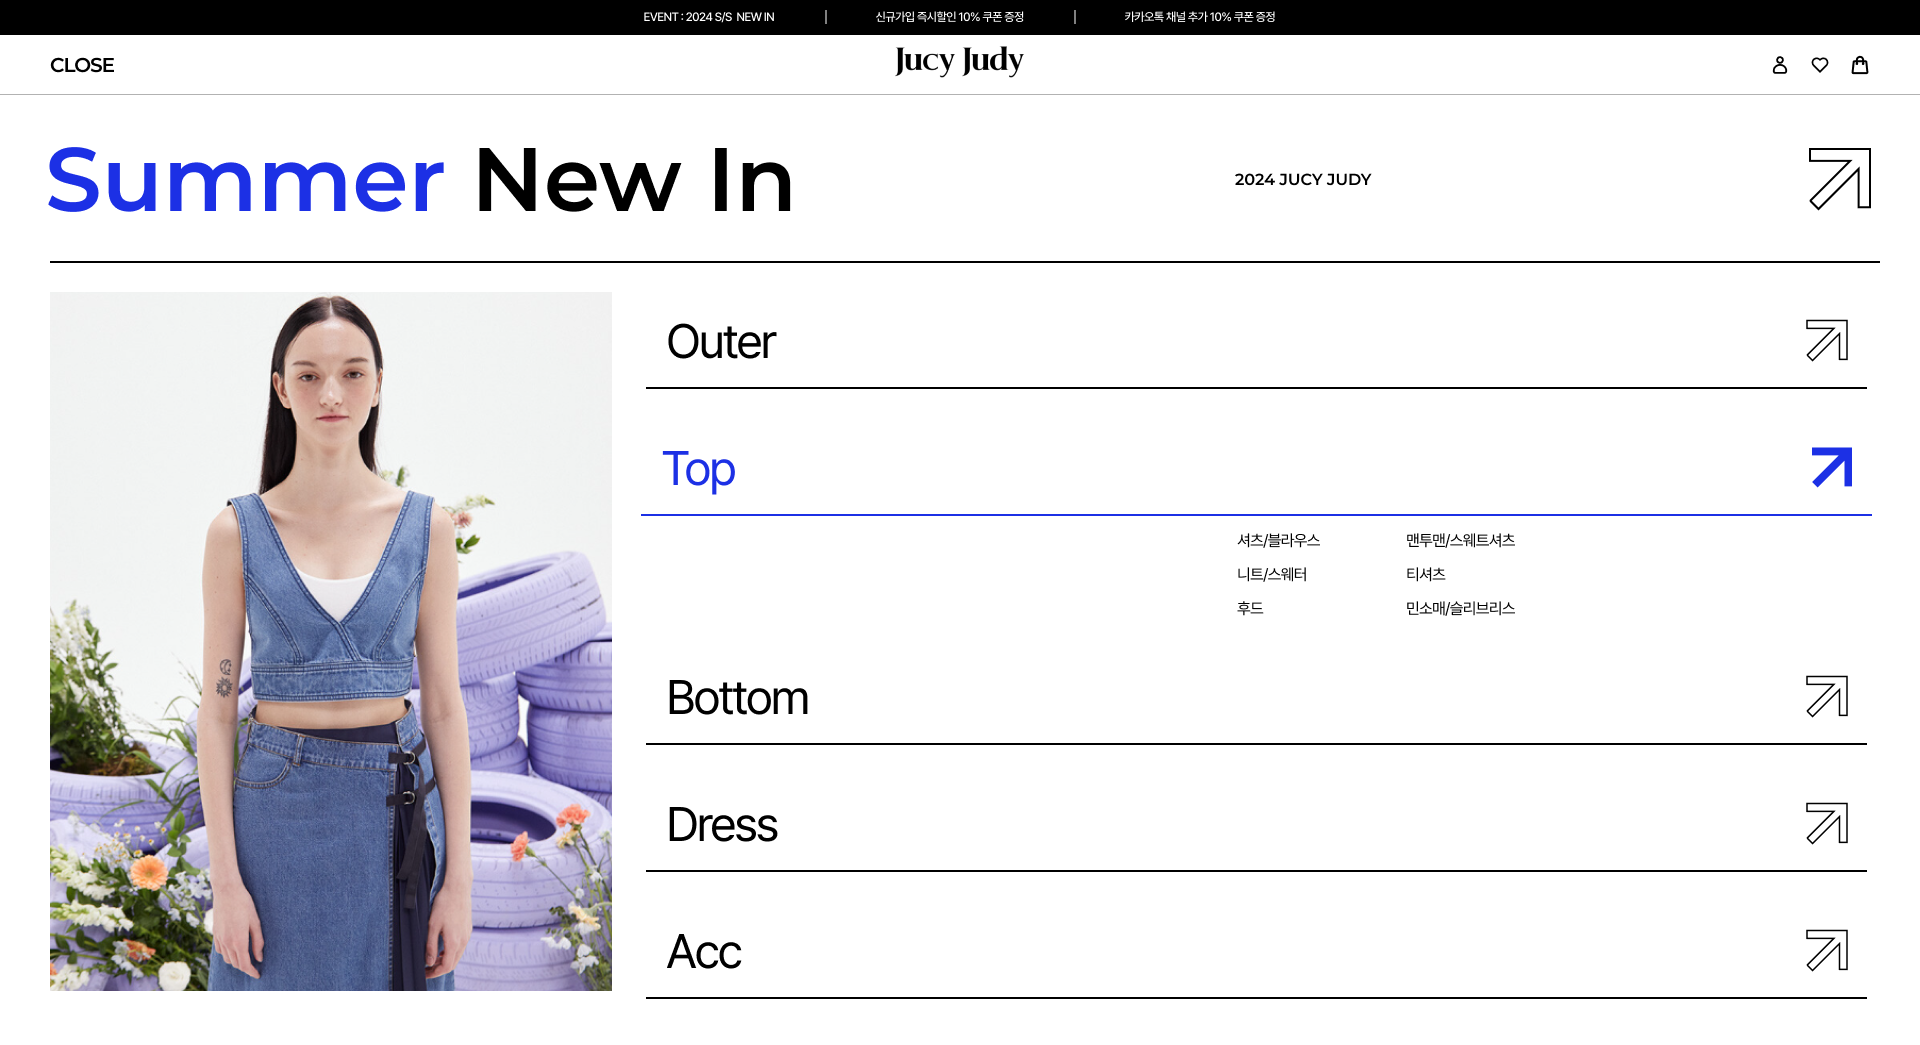 EVENT : 2024 S/S NEW IN
신규가입 즉시할인 10% 쿠폰 증정
카카오톡 채널 추가 10% 쿠폰 증정
CLOSE
Jucy Judy
Summer New In
2024 JUCY JUDY
Outer
Top
셔츠/블라우스
맨투맨/스웨트셔츠
니트/스웨터
티셔츠
후드
민소매/슬리브리스
Bottom
Dress
Acc